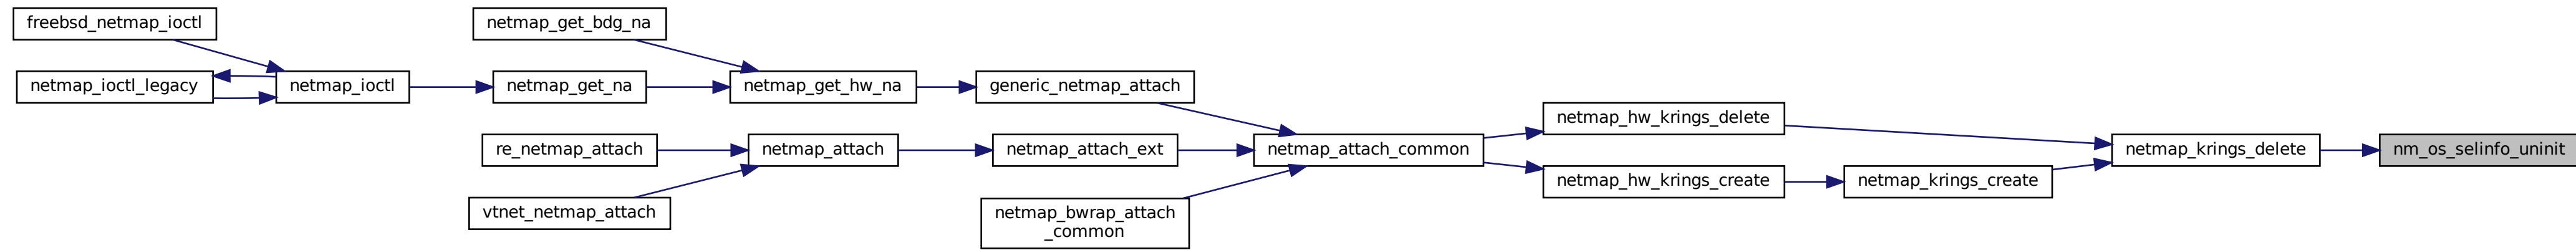 freebsd_netmap_ioctl
netmap_get_bdg_na
netmap_ioctl_legacy
netmap_ioctl
netmap_get_na
netmap_get_hw_na
generic_netmap_attach
netmap_hw_krings_delete
re_netmap_attach
netmap_attach
netmap_attach_ext
netmap_attach_common
netmap_krings_delete
nm_os_selinfo_uninit
netmap_hw_krings_create
netmap_krings_create
vtnet_netmap_attach
netmap_bwrap_attach
_common